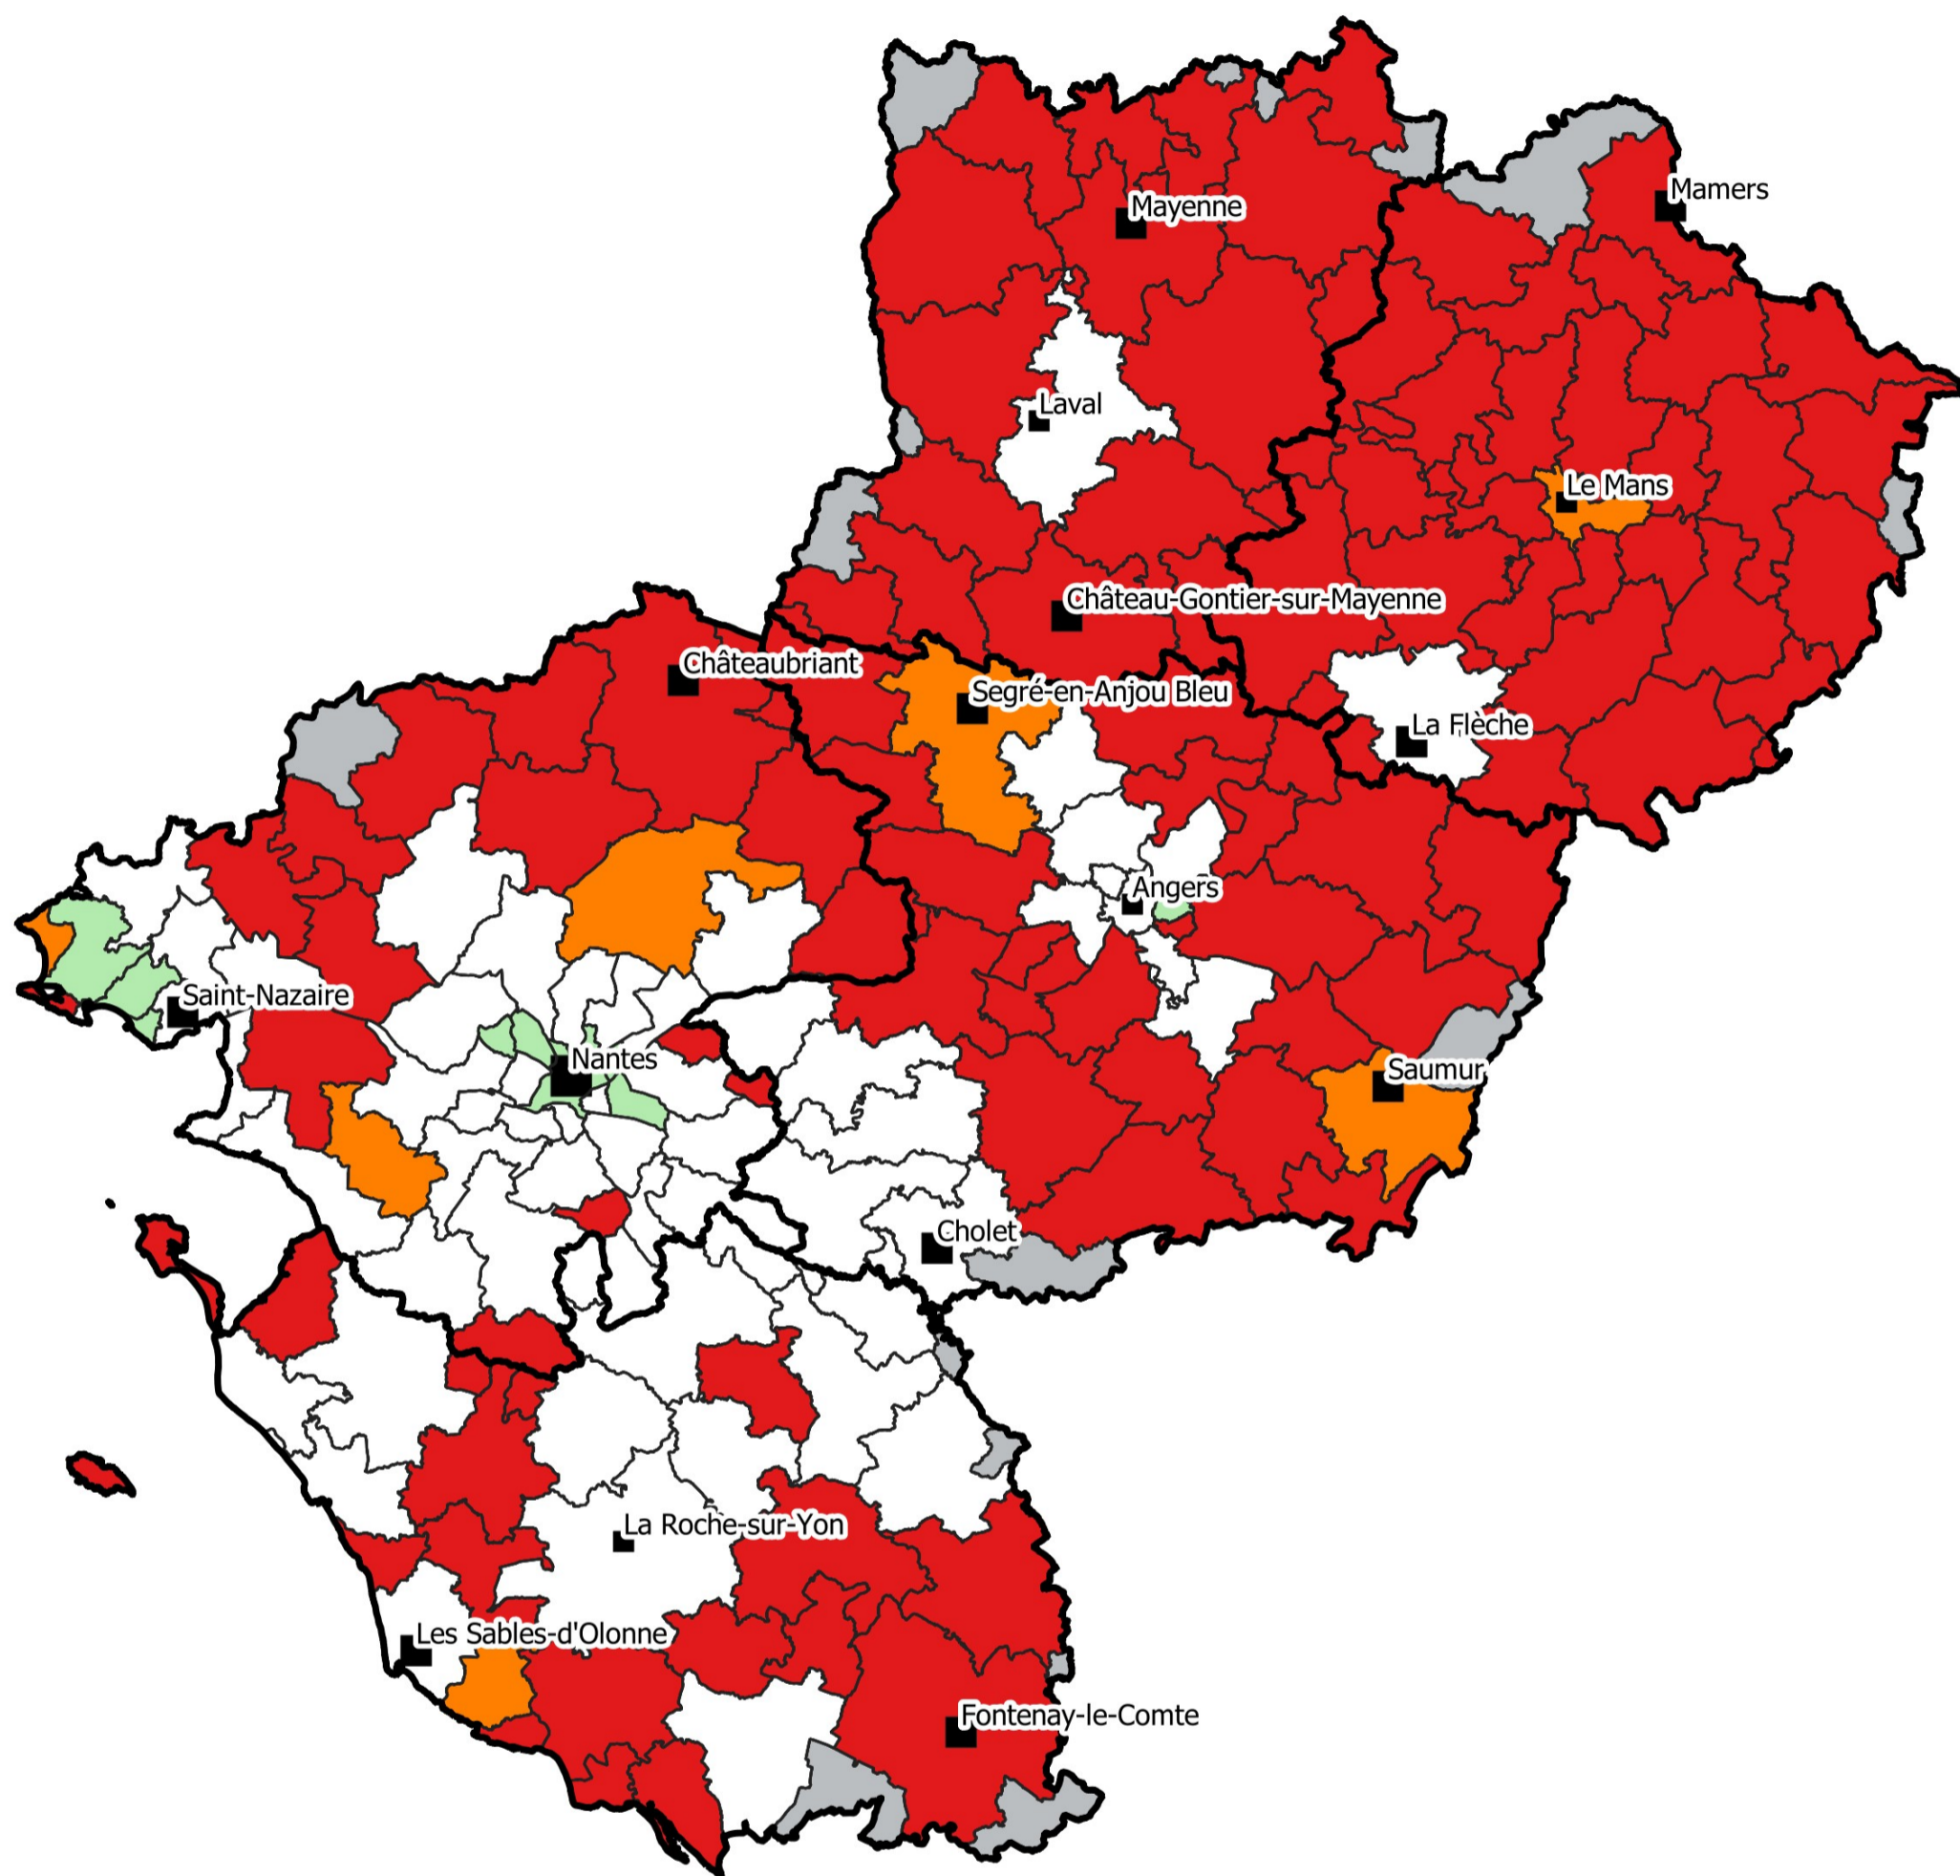 Mamers
Mayenne
Laval
Le Mans
Château-Gontier-sur-Mayenne
Châteaubriant
Segré-en-Anjou Bleu
La Flèche
Angers
Saint-Nazaire
Nantes
Saumur
Cholet
La Roche-sur-Yon
Les Sables-d'Olonne
Fontenay-le-Comte